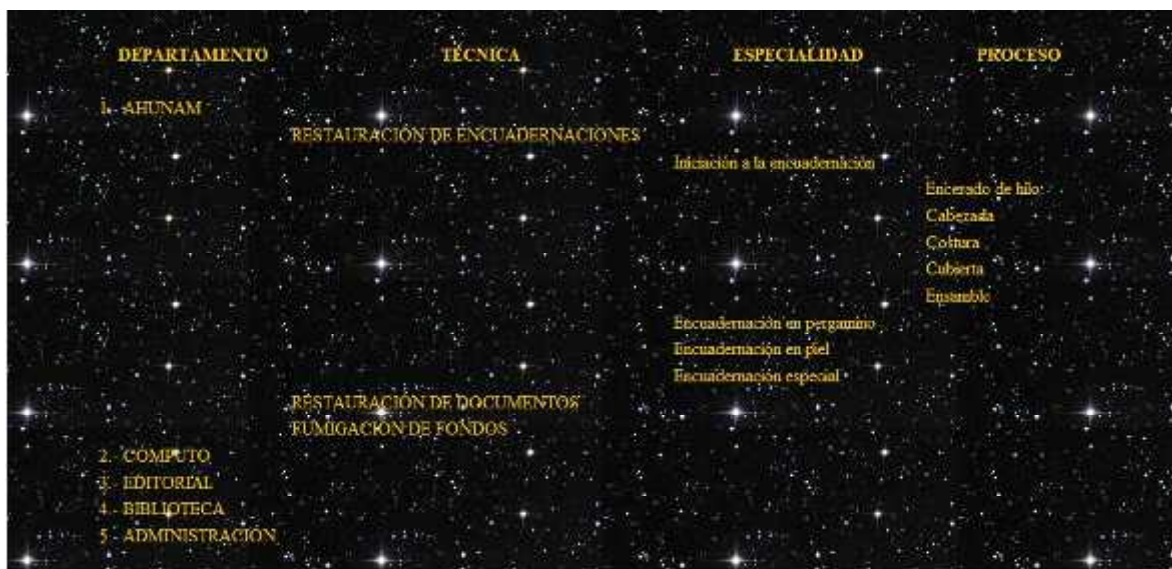 DEPARTAMENTO TÉCNICA ESPECIALIDAD PROCESO
1.- AHUNAM
RESTAURACIÓN DE ENCUADERNACIONES
Iniciación a la encuadernación
Encerado de hilo
Cabezada
Costura
Cubierta
Ensamble
Encuadernación en pergamino
Encuadernación en piel
Encuadernación especial
RESTAURACIÓN DE DOCUMENTOS
FUMIGACIÓN DE FONDOS
2.- CÓMPUTO
3.- EDITORIAL
4.- BIBLIOTECA
5.- ADMINISTRACIÓN